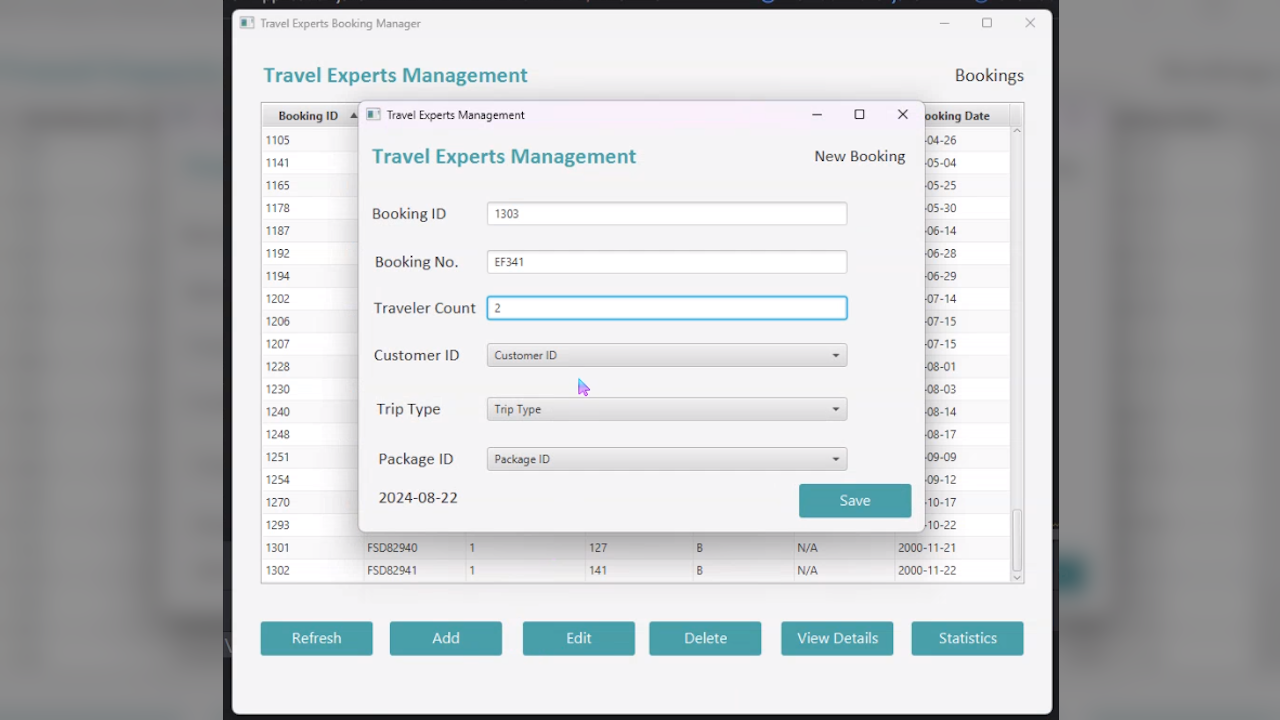 Travel Experts Booking Manager
Travel Experts Management
Bookings
Booking ID
ooking Date
1105
-04-26
1141
-05-04
1165
-05-25
1178
-05-30
1187
-06-14
1192
-06-28
1194
-06-29
1202
-07-14
1206
-07-15
1207
-07-15
1228
-08-01
1230
-08-03
1240
-08-14
1248
-08-17
1251
-09-09
1254
-09-12
1270
-10-17
1293
-10-22
1301 FSD82940 1 127 B N/A 2000-11-21
1302 FSD82941 1 141 B N/A 2000-11-22
Travel Experts Management
Travel Experts Management
New Booking
Booking ID 1303
Booking No. EF341
Traveler Count 2
Customer ID Customer ID
Trip Type Trip Type
Package ID Package ID
2024-08-22
Save
Refresh Add Edit Delete View Details Statistics